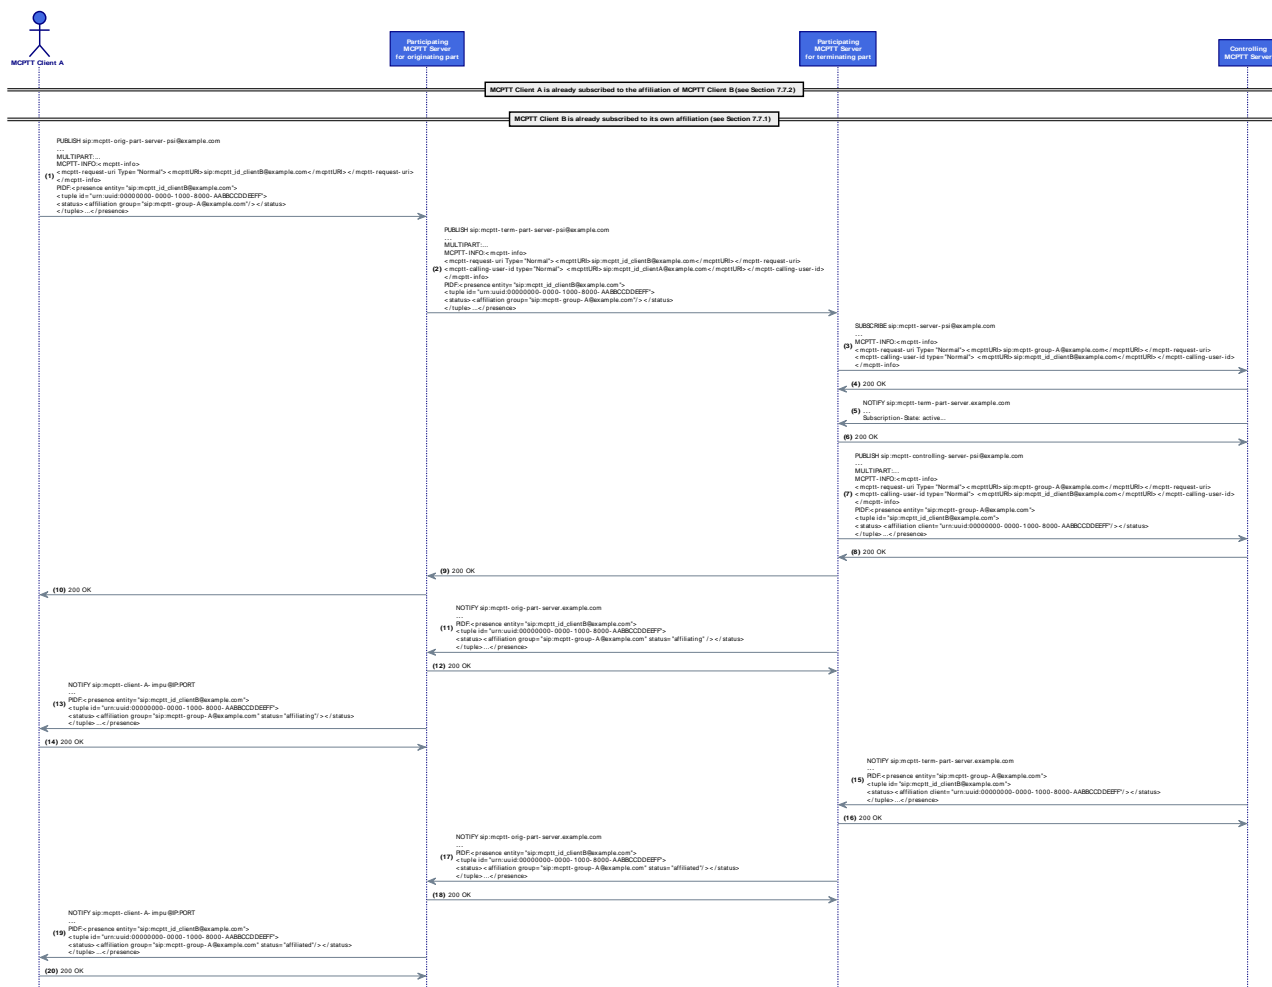 MCPTT Client A
Participating
MCPTT Server
for originating part
Participating
MCPTT Server
for terminating part
Controlling
MCPTT Server
MCPTT Client A is already subscribed to the affiliation of MCPTT Client B (see Section 7.7.2)
MCPTT Client B is already subscribed to its own affiliation (see Section 7.7.1)
PUBLISH sip:mcptt-orig-part-server-psi@example.com
...
MULTIPART:...
MCPTT-INFO:<mcptt-info>
(1) <mcptt-request-uri Type="Normal"><mcpttURI>sip:mcptt_id_clientB@example.com</mcpttURI></mcptt-request-uri>
</mcptt-info>
PIDF:<presence entity="sip:mcptt_id_clientB@example.com">
<tuple id="urn:uuid:00000000-0000-1000-8000-AABBCCDDEEFF">
<status><affiliation group="sip:mcptt-group-A@example.com"/></status>
</tuple>...</presence>
PUBLISH sip:mcptt-term-part-server-psi@example.com
...
MULTIPART:...
MCPTT-INFO:<mcptt-info>
<mcptt-request-uri Type="Normal"><mcpttURI>sip:mcptt_id_clientB@example.com</mcpttURI></mcptt-request-uri>
(2) <mcptt-calling-user-id type="Normal"> <mcpttURI>sip:mcptt_id_clientA@example.com</mcpttURI></mcptt-calling-user-id>
</mcptt-info>
PIDF:<presence entity="sip:mcptt_id_clientB@example.com">
<tuple id="urn:uuid:00000000-0000-1000-8000-AABBCCDDEEFF">
<status><affiliation group="sip:mcptt-group-A@example.com"/></status>
</tuple>...</presence>
SUBSCRIBE sip:mcptt-server-psi@example.com
...
MCPTT-INFO:<mcptt-info>
(3) <mcptt-request-uri Type="Normal"><mcpttURI>sip:mcptt-group-A@example.com</mcpttURI></mcptt-request-uri>
<mcptt-calling-user-id type="Normal"> <mcpttURI>sip:mcptt_id_clientB@example.com</mcpttURI></mcptt-calling-user-id>
</mcptt-info>
(4) 200 OK
NOTIFY sip:mcptt-term-part-server.example.com
(5) ...
Subscription-State: active...
(6) 200 OK
PUBLISH sip:mcptt-controlling-server-psi@example.com
...
MULTIPART:...
MCPTT-INFO:<mcptt-info>
<mcptt-request-uri Type="Normal"><mcpttURI>sip:mcptt-group-A@example.com</mcpttURI></mcptt-request-uri>
(7) <mcptt-calling-user-id type="Normal"> <mcpttURI>sip:mcptt_id_clientB@example.com</mcpttURI></mcptt-calling-user-id>
</mcptt-info>
PIDF:<presence entity="sip:mcptt-group-A@example.com">
<tuple id="sip:mcptt_id_clientB@example.com">
<status> <affiliation client="urn:uuid:00000000-0000-1000-8000-AABBCCDDEEFF"/></status>
</tuple>...</presence>
(8) 200 OK
(9) 200 OK
(10) 200 OK
NOTIFY sip:mcptt-orig-part-server.example.com
...
PIDF:<presence entity="sip:mcptt_id_clientB@example.com">
(11) <tuple id="urn:uuid:00000000-0000-1000-8000-AABBCCDDEEFF">
<status><affiliation group="sip:mcptt-group-A@example.com" status="affiliating" /></status>
</tuple>...</presence>
(12) 200 OK
NOTIFY sip:mcptt-client-A-impu@IP:PORT
...
(13) PIDF:<presence entity="sip:mcptt_id_clientB@example.com">
<tuple id="urn:uuid:00000000-0000-1000-8000-AABBCCDDEEFF">
<status><affiliation group="sip:mcptt-group-A@example.com" status="affiliating"/></status>
</tuple>...</presence>
(14) 200 OK
NOTIFY sip:mcptt-term-part-server.example.com
...
PIDF:<presence entity="sip:mcptt-group-A@example.com">
(15) <tuple id="sip:mcptt_id_clientB@example.com">
<status><affiliation client="urn:uuid:00000000-0000-1000-8000-AABBCCDDEEFF"/></status>
</tuple>...</presence>
(16) 200 OK
NOTIFY sip:mcptt-orig-part-server.example.com
...
PIDF:<presence entity="sip:mcptt_id_clientB@example.com">
(17) <tuple id="urn:uuid:00000000-0000-1000-8000-AABBCCDDEEFF">
<status><affiliation group="sip:mcptt-group-A@example.com" status="affiliated"/></status>
</tuple>...</presence>
(18) 200 OK
NOTIFY sip:mcptt-client-A-impu@IP:PORT
...
PIDF:<presence entity="sip:mcptt_id_clientB@example.com">
(19) <tuple id="urn:uuid:00000000-0000-1000-8000-AABBCCDDEEFF">
<status><affiliation group="sip:mcptt-group-A@example.com" status="affiliated"/></status>
</tuple>...</presence>
(20) 200 OK